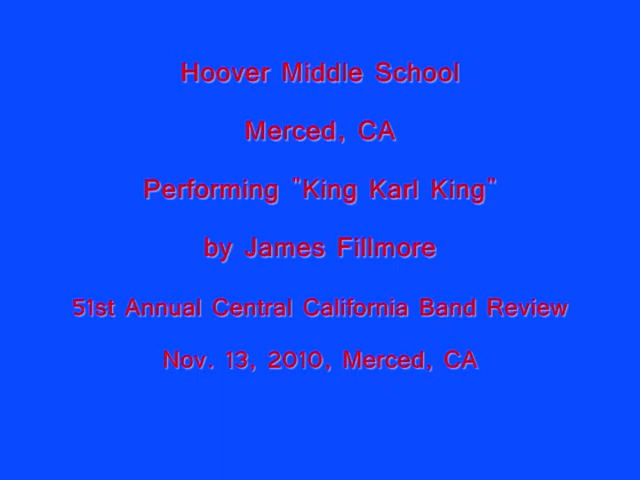 Hoover Middle School
Merced, CA
Performing "King Karl King"
by James Fillmore
51st Annual Central California Band Review
Nov. 13, 2010, Merced, CA